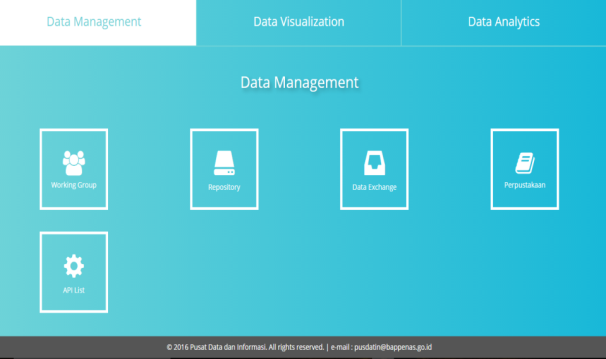 Data Management
Data Visualization
Data Analytics
Data Management
Working Group
Repository
Data Exchange
Perpustakaan
API List
© 2016 Pusat Data dan Informasi. All rights reserved. | e-mail : pusdatin@bappenas.go.id